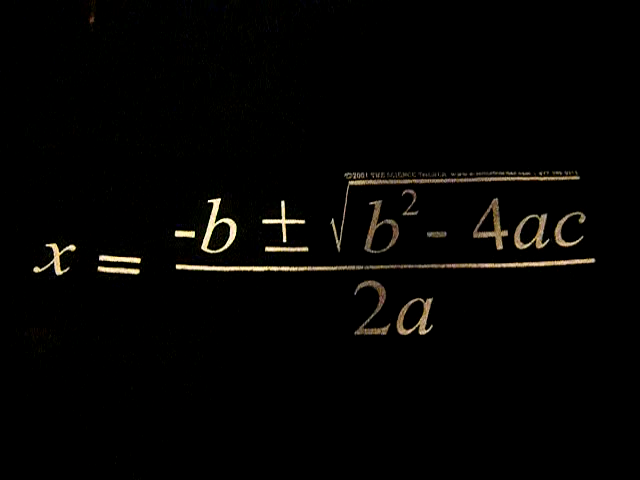 x = -b ± √b² - 4ac
2a